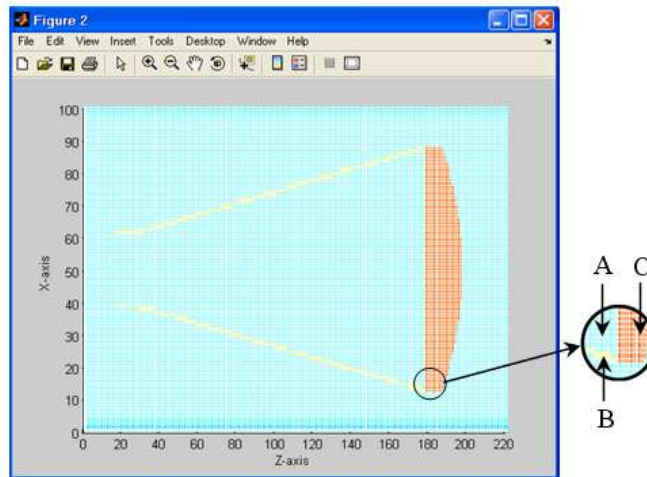 Figure 2
File Edit View Insert Tools Desktop Window Help
100
90
80
70
60
50
40
30
20
10
0
X-axis
0 20 40 60 80 100 120 140 160 180 200 220
Z-axis
A C
B